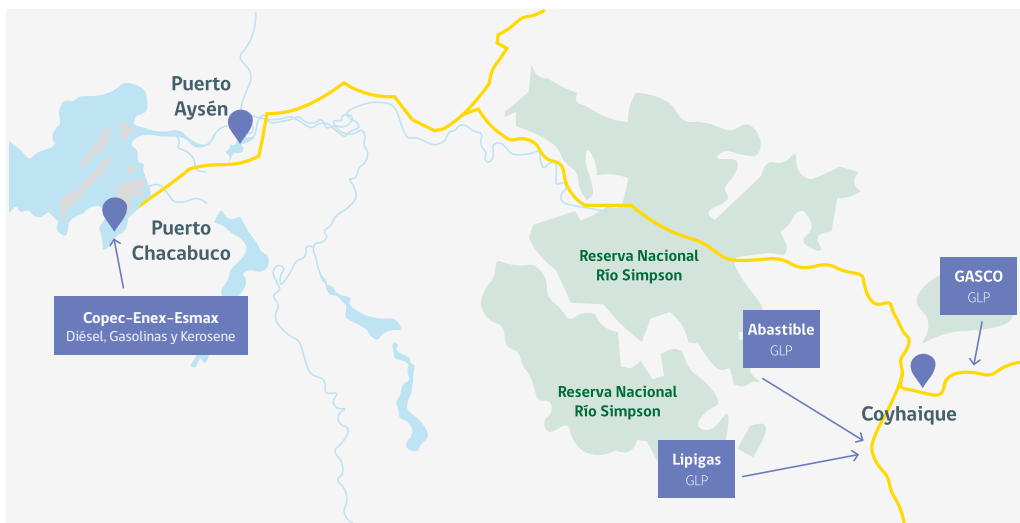 Puerto
Aysén
Puerto
Chacabuco
Copec-Enex-Esmax
Diésel, Gasolinas y Kerosene
Reserva Nacional
Río Simpson
GASCO
GLP
Abastible
GLP
Reserva Nacional
Río Simpson
Coyhaique
Lipigas
GLP